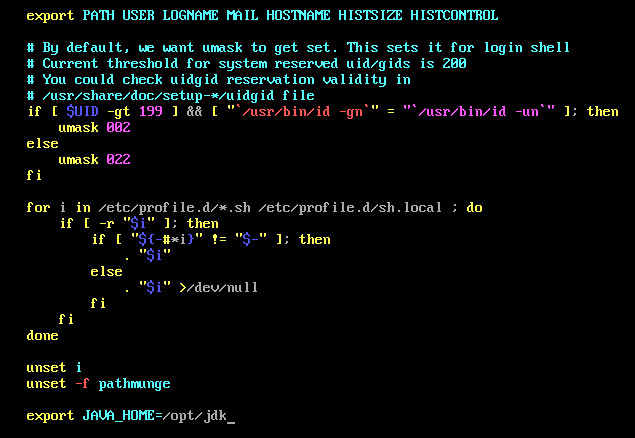 export PATH USER LOGNAME MAIL HOSTNAME HISTSIZE HISTCONTROL
# By default, we want umask to get set. This sets it for login shell
# Current threshold for system reserved uid/gids is 200
# You could check uidgid reservation validity in
# /usr/share/doc/setup-*/uidgid file
if [ $UID -gt 199 ] && [ "`/usr/bin/id -gn`" = "`/usr/bin/id -un`" ]; then
    umask 002
else
    umask 022
fi
for i in /etc/profile.d/*.sh /etc/profile.d/sh.local ; do
    if [ -r "$i" ]; then
        if [ "${-#*i}" != "$-" ]; then
            . "$i"
        else
            . "$i" >/dev/null
        fi
    fi
done
unset i
unset -f pathmunge
export JAVA_HOME=/opt/jdk_